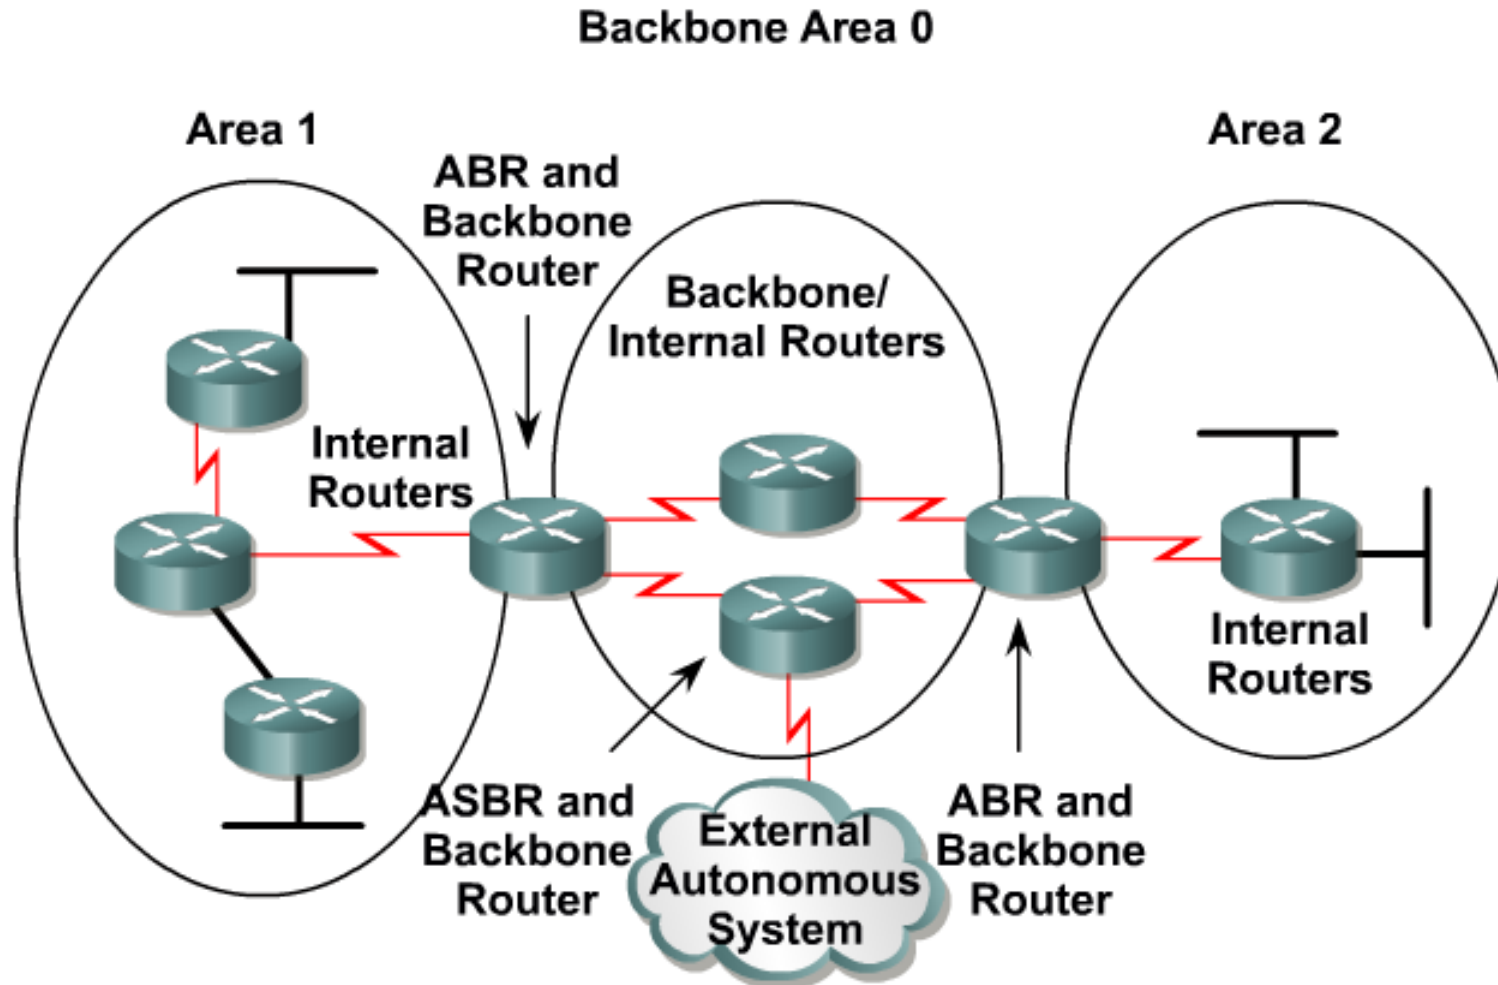 Backbone Area 0
Area 1
Area 2
ABR and
Backbone
Router
Backbone/
Internal Routers
Internal
Routers
Internal
Routers
ASBR and
Backbone
Router
External
Autonomous
System
ABR and
Backbone
Router